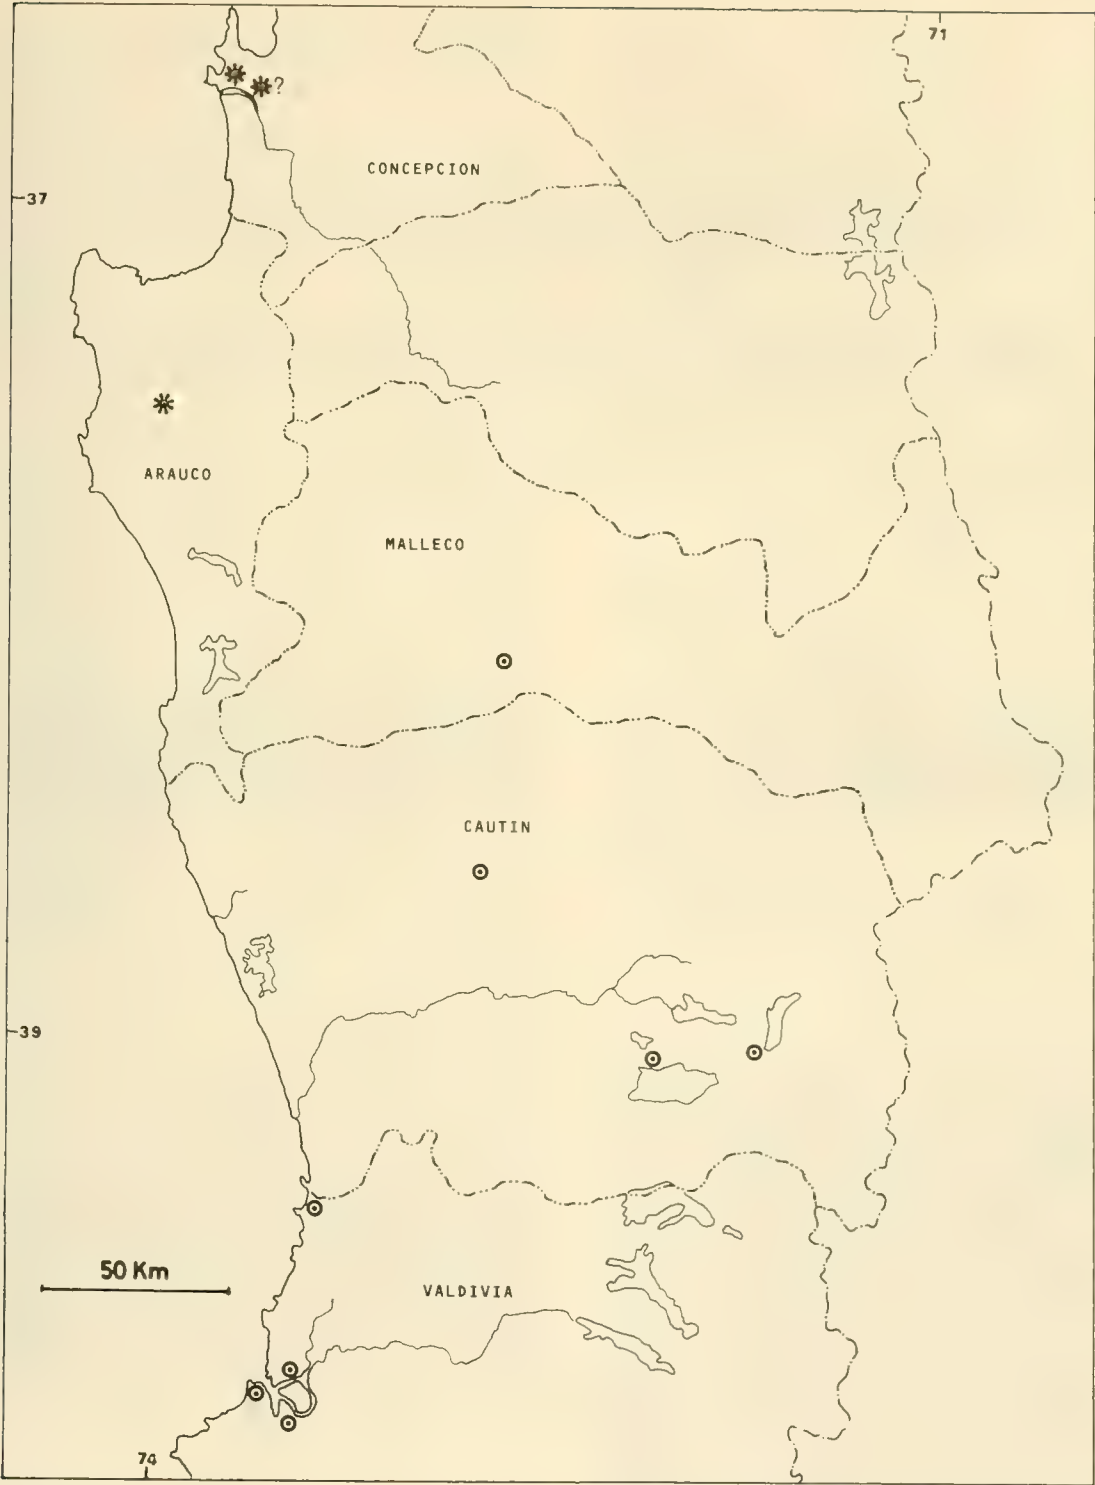 71
?
CONCEPCION
37
ARAUCO
MALLECO
CAUTIN
39
50 Km
VALDIVIA
74